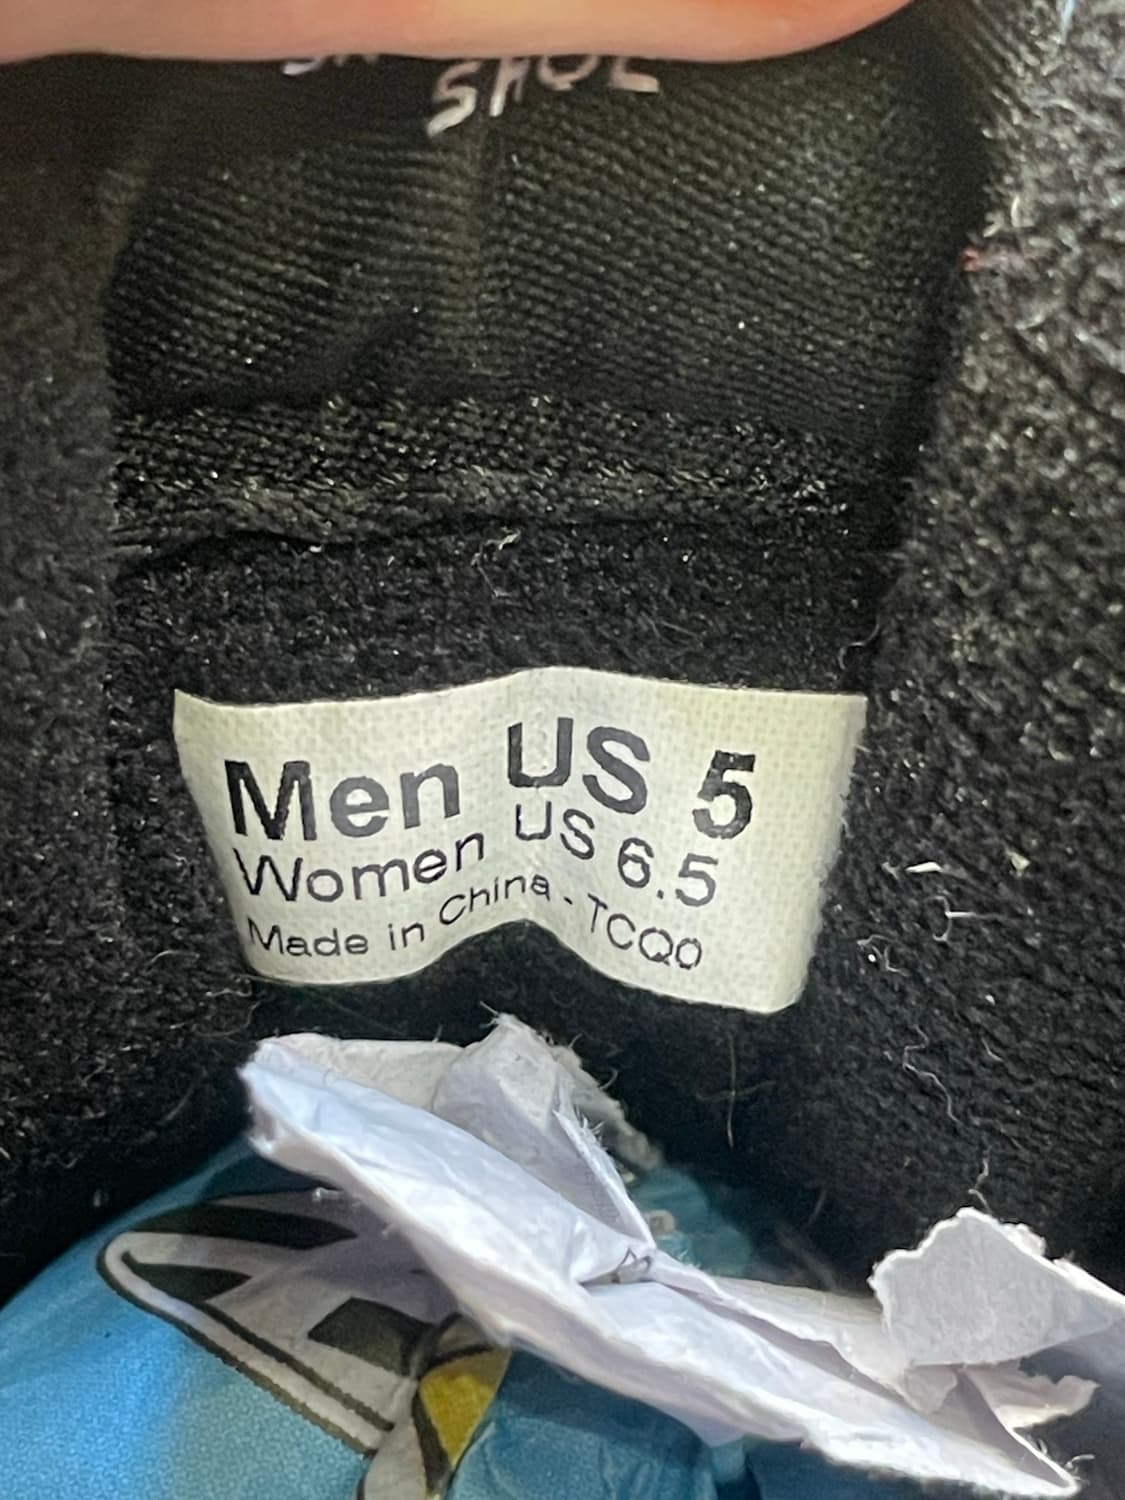 SHOE
Men US 5
Women US 6.5
Made in China - TCQ0